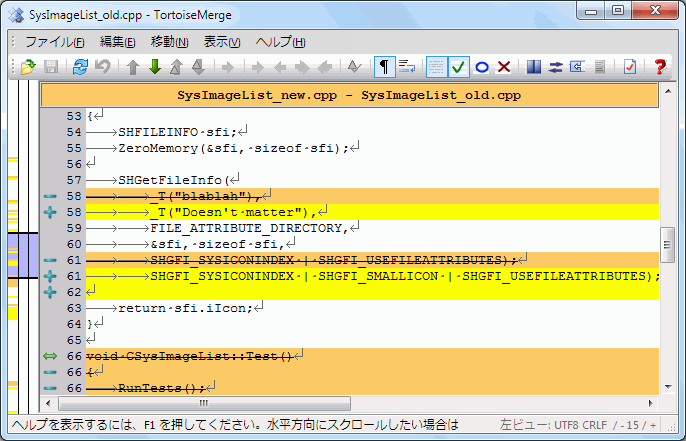 SysImageList_old.cpp - TortoiseMerge
ファイル(F) 編集(E) 移動(N) 表示(V) ヘルプ(H)
SysImageList_new.cpp - SysImageList_old.cpp
53 {
54 →SHFILEINFO·sfi;
55 →ZeroMemory(&sfi,·sizeof·sfi);
56
57 →SHGetFileInfo(
58 →→_T("blablah"),
58 →→_T("Doesn't·matter"),
59 →→FILE_ATTRIBUTE_DIRECTORY,
60 →→&sfi,·sizeof·sfi,
61 →→SHGFI_SYSICONINDEX·|·SHGFI_USEFILEATTRIBUTES);
61 →→SHGFI_SYSICONINDEX·|·SHGFI_SMALLICON·|·SHGFI_USEFILEATTRIBUTES);
62
63 →return·sfi.iIcon;
64 }
65
66 void·CSysImageList::Test()
66 {
66 →RunTests();
ヘルプを表示するには、F1 を押してください。水平方向にスクロールしたい場合は 左ビュー: UTF8 CRLF / - 15 / +